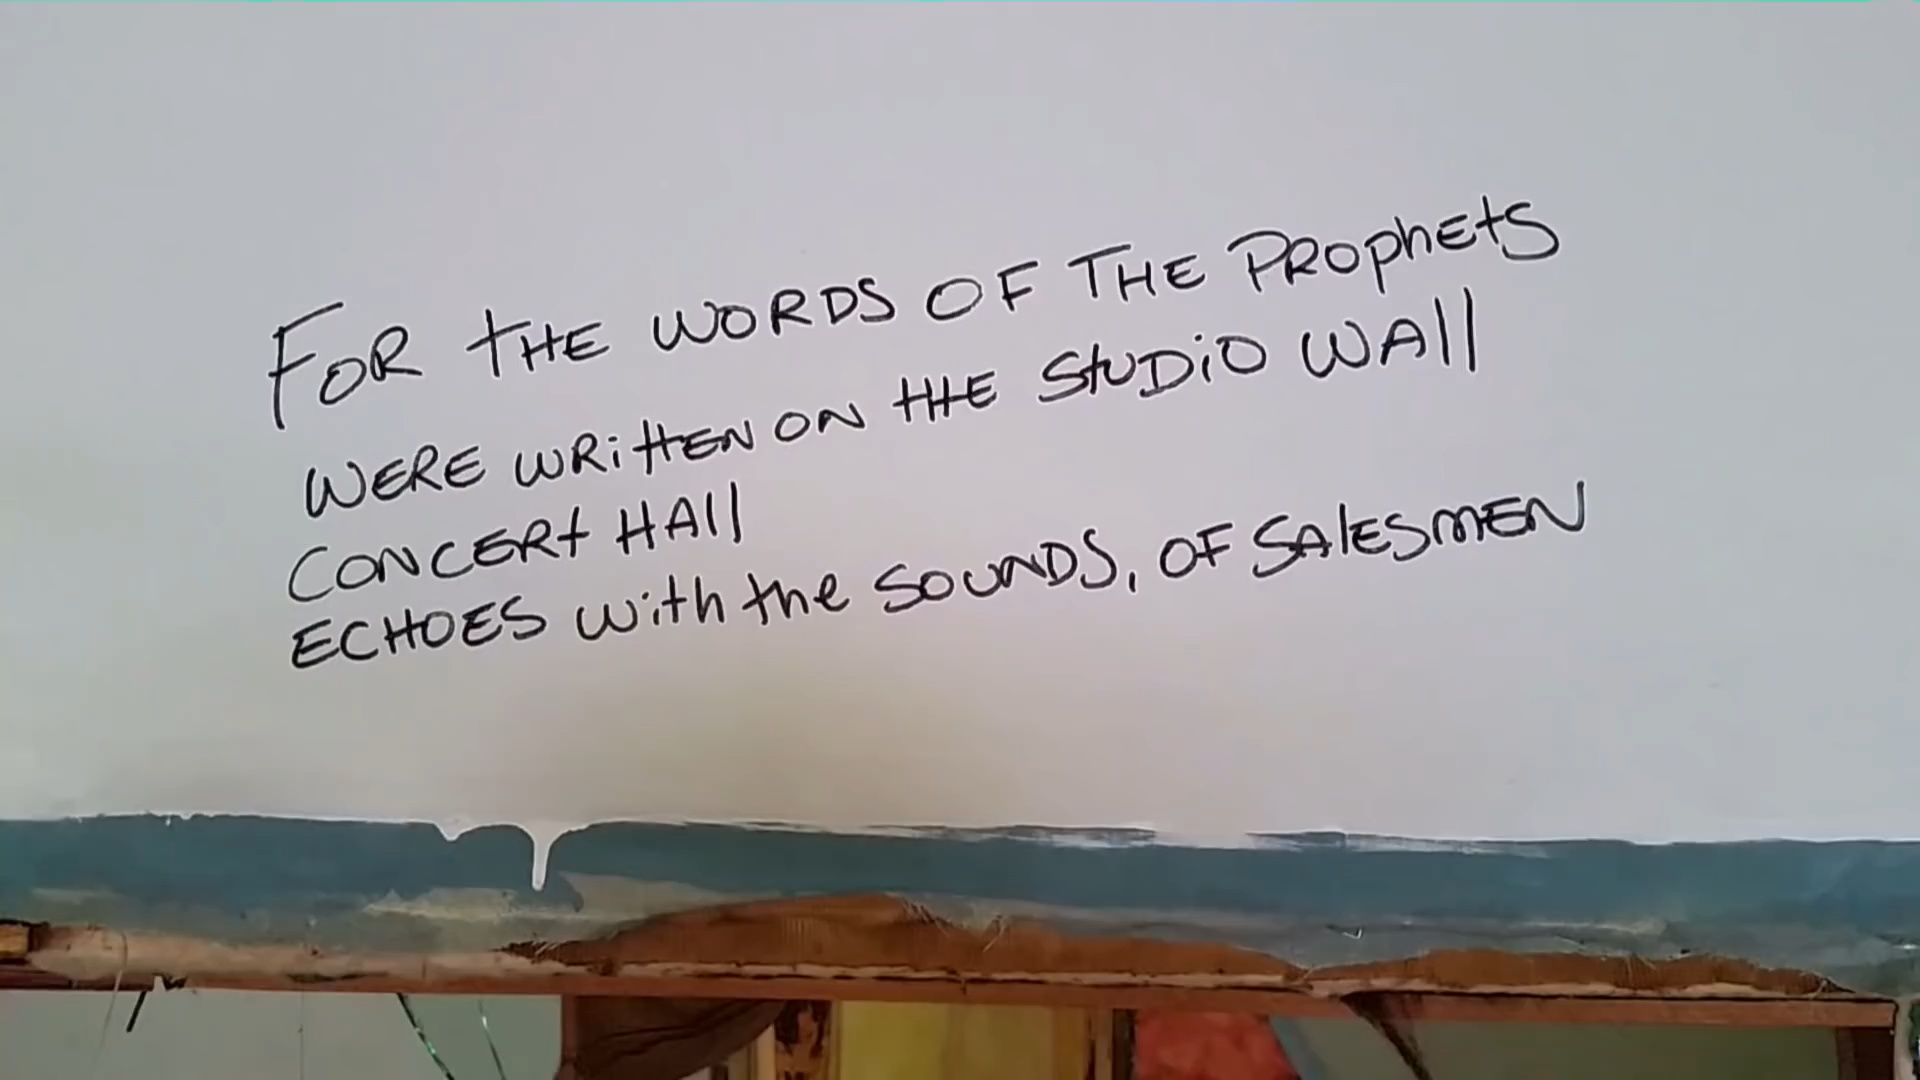 FOR tHE WORDS OF THE PROphEtS
WERE WRittEN ON tHE StUDiO WAll
CONCERt HAll
ECHOES with the SOUNDS, OF SAlESMEN